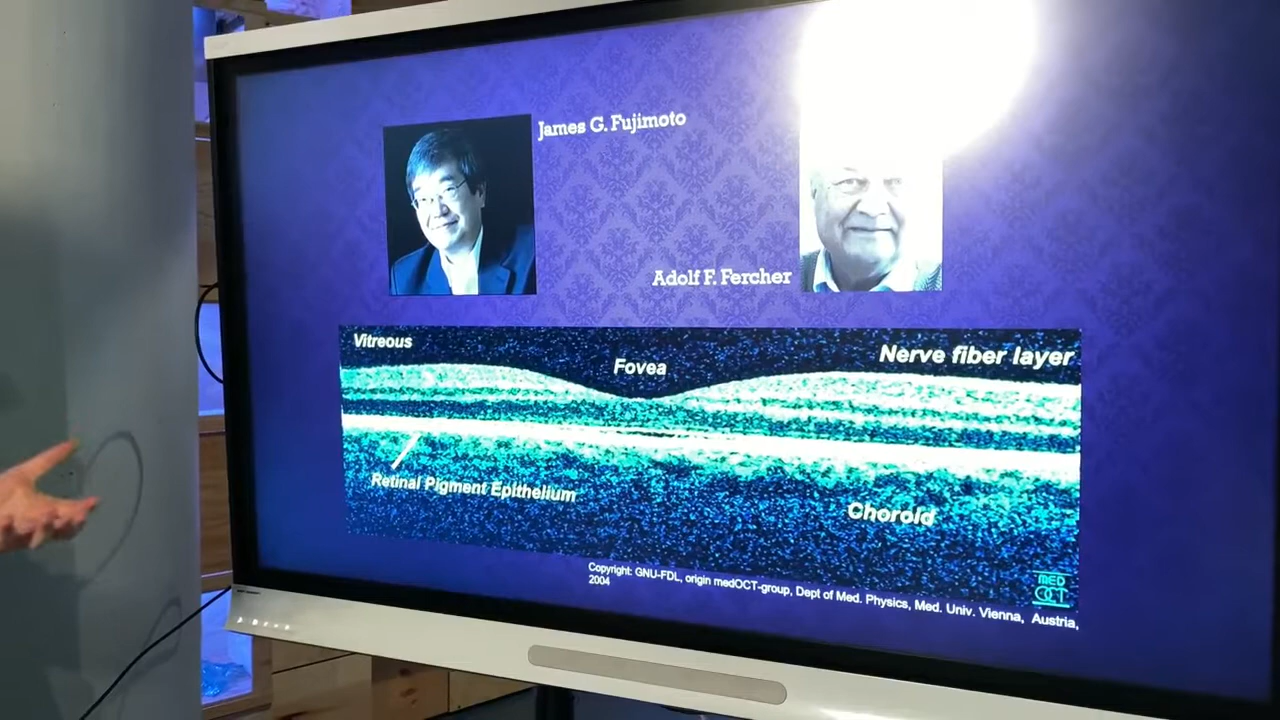 James G. Fujimoto
Adolf F. Fercher
Vitreous
Fovea
Nerve fiber layer
Retinal Pigment Epithelium
Choroid
MED
OCT
Copyright: GNU-FDL, origin medOCT-group, Dept of Med. Physics, Med. Univ. Vienna, Austria,
2004